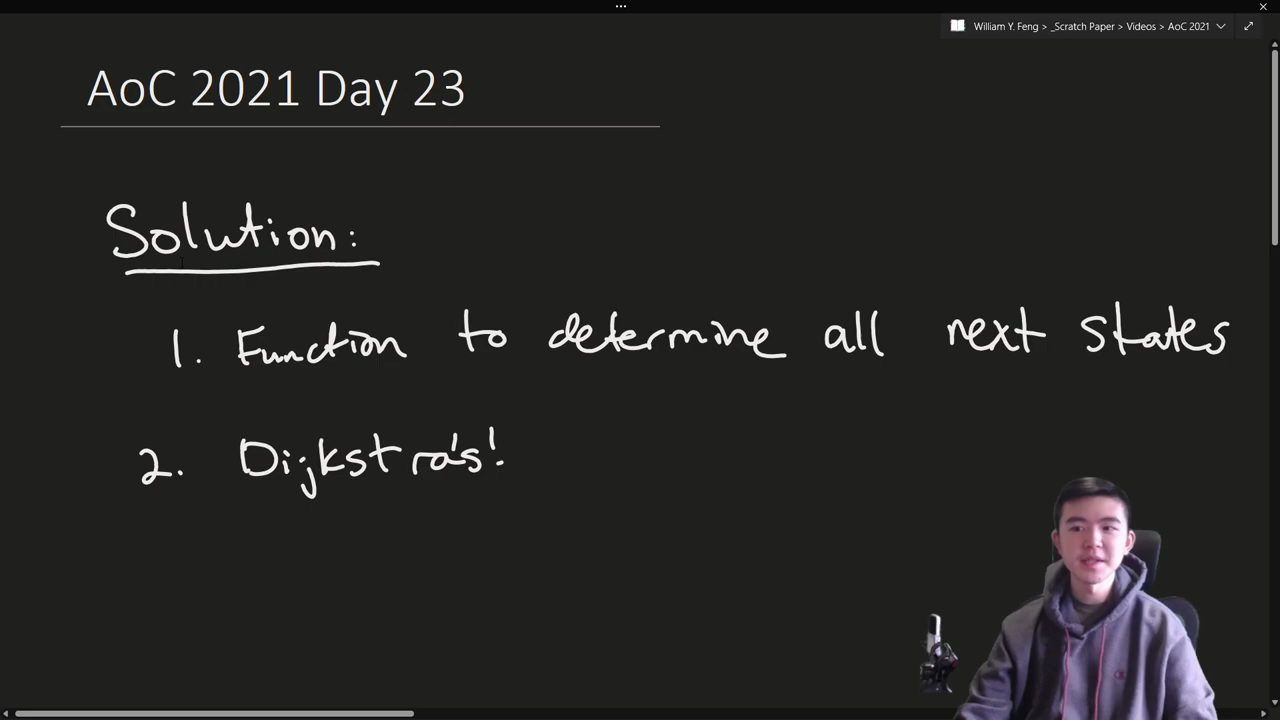 ...
William Y. Feng > _Scratch Paper > Videos > AoC 2021
AoC 2021 Day 23
Solution:
1. Function to determine all next states
2. Dijkstra's!